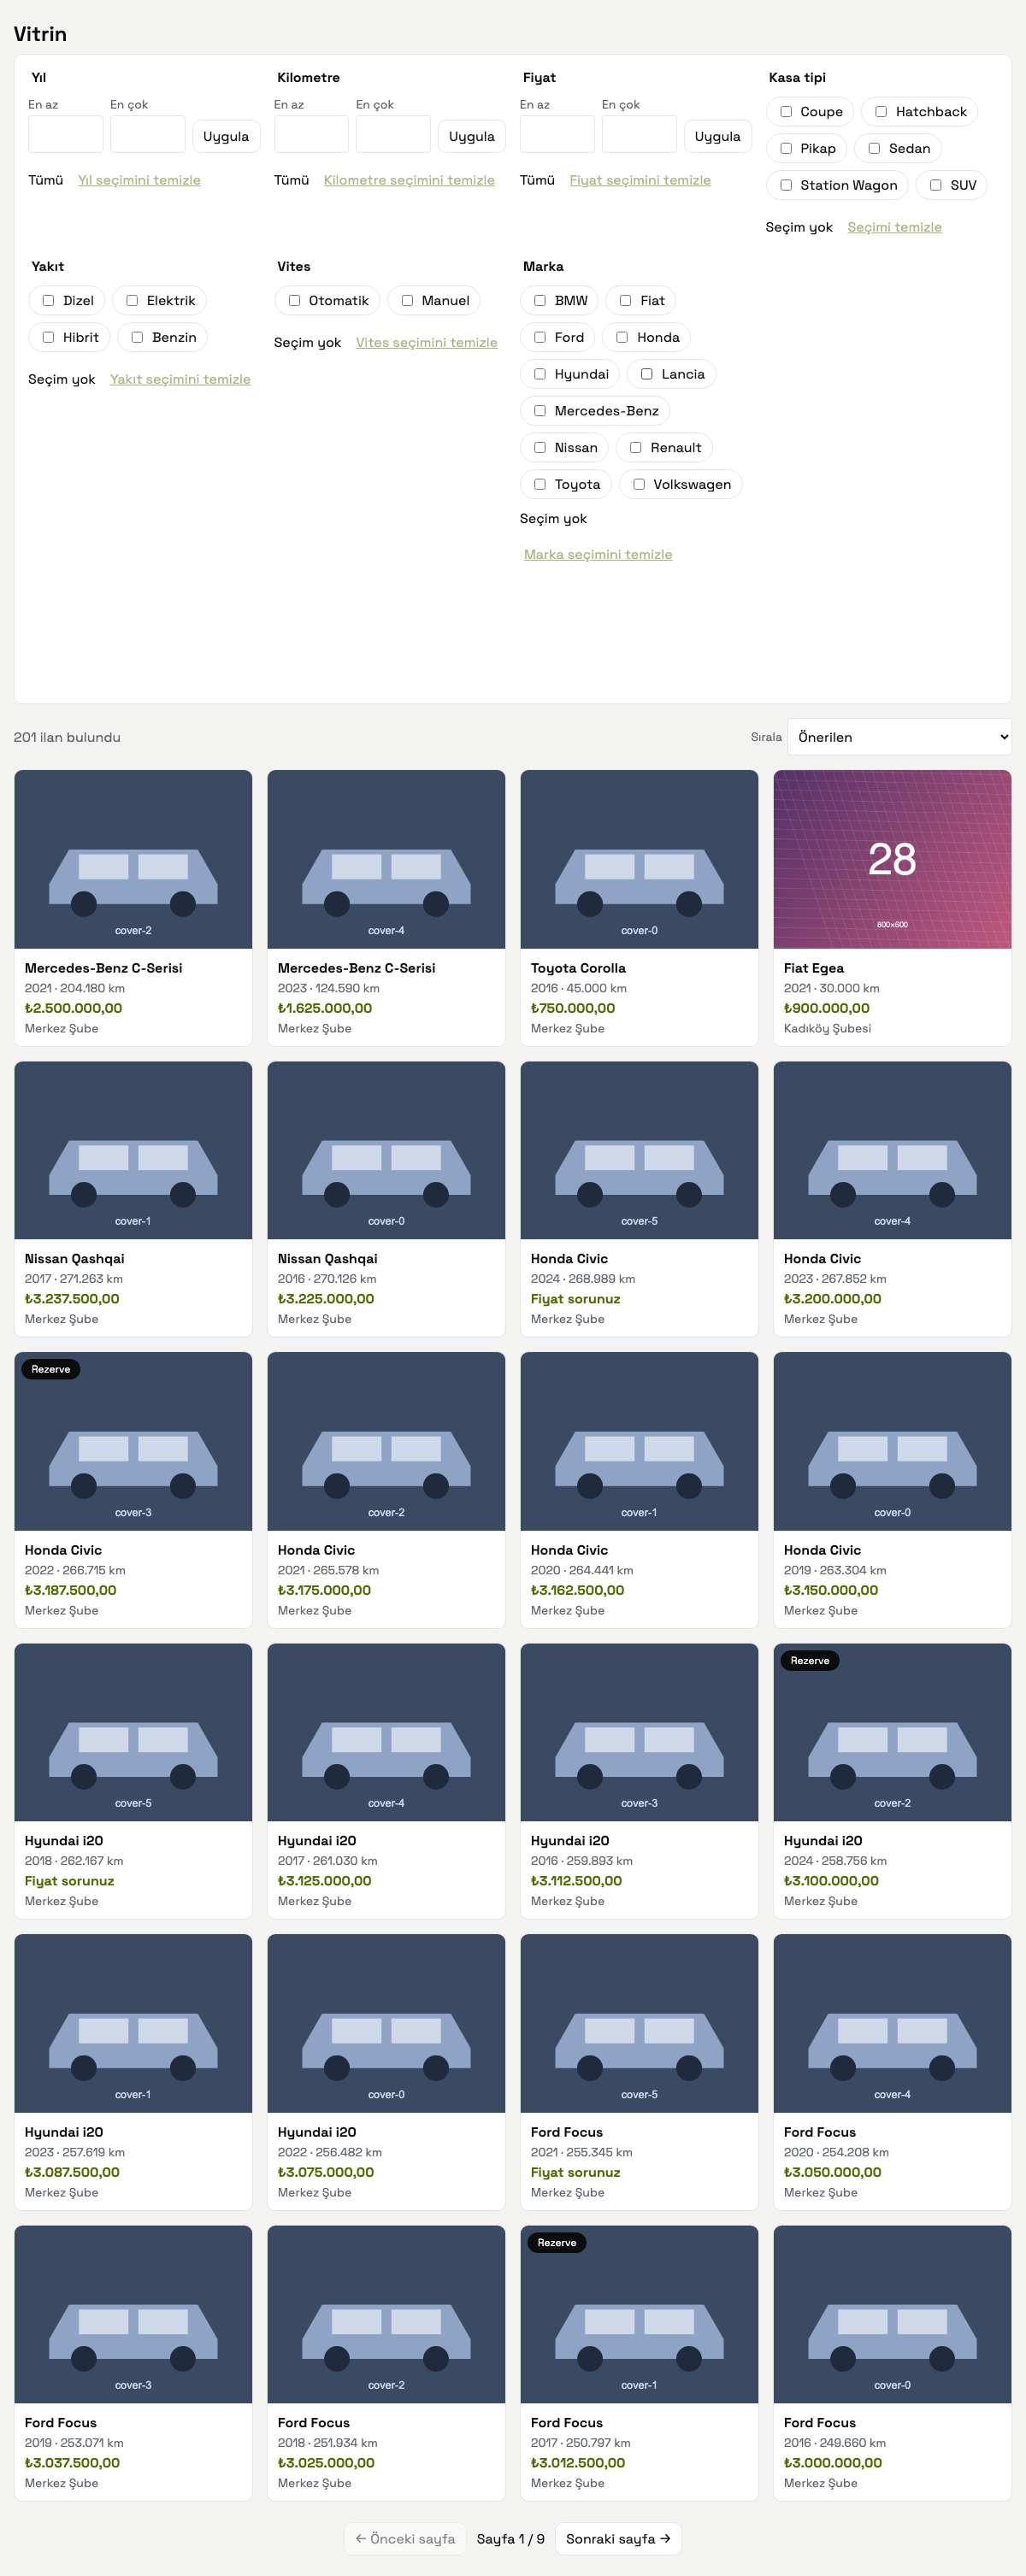 Vitrin
Yıl
En az En çok
Uygula
Tümü Yıl seçimini temizle
Kilometre
En az En çok
Uygula
Tümü Kilometre seçimini temizle
Fiyat
En az En çok
Uygula
Tümü Fiyat seçimini temizle
Kasa tipi
Coupe Hatchback
Pikap Sedan
Station Wagon SUV
Seçim yok Seçimi temizle
Yakıt
Dizel Elektrik
Hibrit Benzin
Seçim yok Yakıt seçimini temizle
Vites
Otomatik Manuel
Seçim yok Vites seçimini temizle
Marka
BMW Fiat
Ford Honda
Hyundai Lancia
Mercedes-Benz
Nissan Renault
Toyota Volkswagen
Seçim yok
Marka seçimini temizle
201 ilan bulundu
Sırala Önerilen
cover-2
Mercedes-Benz C-Serisi
2021 · 204.180 km
₺2.500.000,00
Merkez Şube
cover-4
Mercedes-Benz C-Serisi
2023 · 124.590 km
₺1.625.000,00
Merkez Şube
cover-0
Toyota Corolla
2016 · 45.000 km
₺750.000,00
Merkez Şube
28
800×600
Fiat Egea
2021 · 30.000 km
₺900.000,00
Kadıköy Şubesi
cover-1
Nissan Qashqai
2017 · 271.263 km
₺3.237.500,00
Merkez Şube
cover-0
Nissan Qashqai
2016 · 270.126 km
₺3.225.000,00
Merkez Şube
cover-5
Honda Civic
2024 · 268.989 km
Fiyat sorunuz
Merkez Şube
cover-4
Honda Civic
2023 · 267.852 km
₺3.200.000,00
Merkez Şube
Rezerve
cover-3
Honda Civic
2022 · 266.715 km
₺3.187.500,00
Merkez Şube
cover-2
Honda Civic
2021 · 265.578 km
₺3.175.000,00
Merkez Şube
cover-1
Honda Civic
2020 · 264.441 km
₺3.162.500,00
Merkez Şube
cover-0
Honda Civic
2019 · 263.304 km
₺3.150.000,00
Merkez Şube
cover-5
Hyundai i20
2018 · 262.167 km
Fiyat sorunuz
Merkez Şube
cover-4
Hyundai i20
2017 · 261.030 km
₺3.125.000,00
Merkez Şube
cover-3
Hyundai i20
2016 · 259.893 km
₺3.112.500,00
Merkez Şube
Rezerve
cover-2
Hyundai i20
2024 · 258.756 km
₺3.100.000,00
Merkez Şube
cover-1
Hyundai i20
2023 · 257.619 km
₺3.087.500,00
Merkez Şube
cover-0
Hyundai i20
2022 · 256.482 km
₺3.075.000,00
Merkez Şube
cover-5
Ford Focus
2021 · 255.345 km
Fiyat sorunuz
Merkez Şube
cover-4
Ford Focus
2020 · 254.208 km
₺3.050.000,00
Merkez Şube
cover-3
Ford Focus
2019 · 253.071 km
₺3.037.500,00
Merkez Şube
cover-2
Ford Focus
2018 · 251.934 km
₺3.025.000,00
Merkez Şube
Rezerve
cover-1
Ford Focus
2017 · 250.797 km
₺3.012.500,00
Merkez Şube
cover-0
Ford Focus
2016 · 249.660 km
₺3.000.000,00
Merkez Şube
← Önceki sayfa Sayfa 1 / 9 Sonraki sayfa →